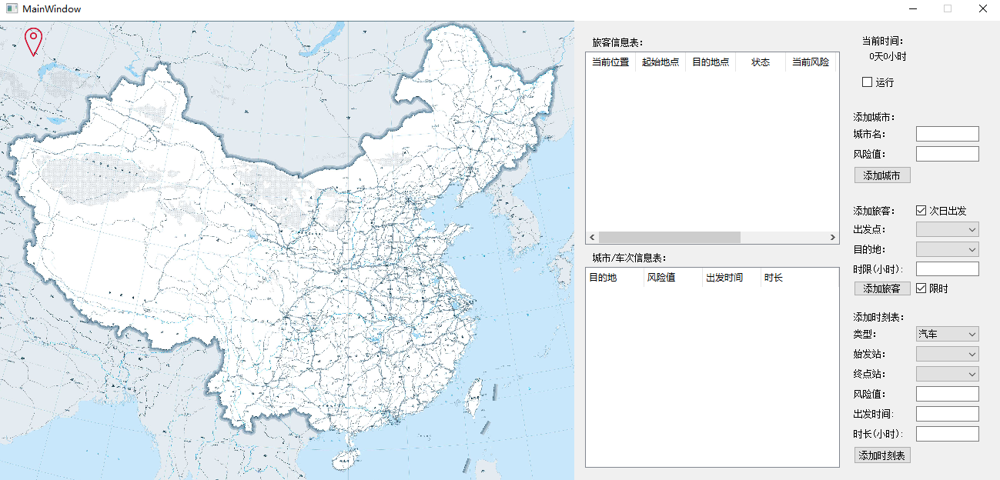 MainWindow
旅客信息表:
当前位置 起始地点 目的地点 状态 当前风险
城市/车次信息表:
目的地 风险值 出发时间 时长
当前时间:
0天0小时
运行
添加城市:
城市名:
风险值:
添加城市
添加旅客: 次日出发
出发点:
目的地:
时限(小时):
添加旅客 限时
添加时刻表:
类型: 汽车
始发站:
终点站:
风险值:
出发时间:
时长(小时):
添加时刻表